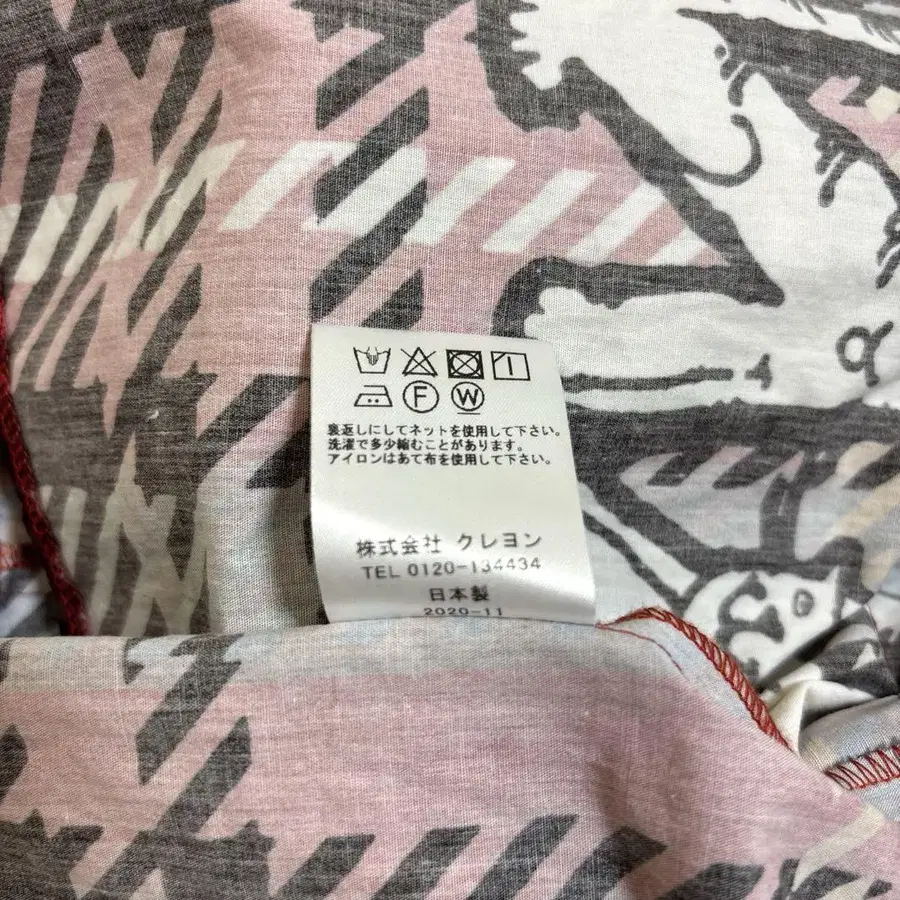 F W
裏返しにしてネットを使用して下さい。
洗濯で多少縮むことがあります。
アイロンはあて布を使用して下さい。
株式会社 クレヨン
TEL 0120-134434
日本製
2020-11